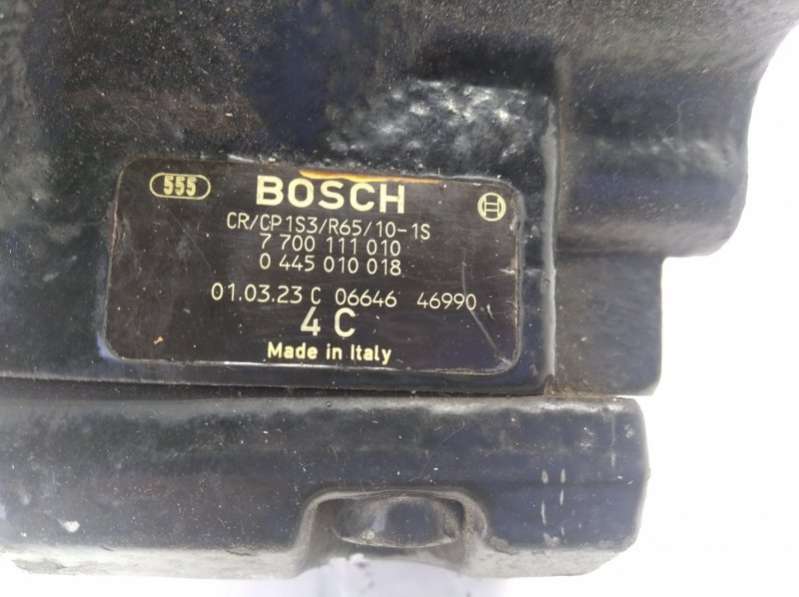 555 BOSCH
CR/CP1S3/R65/10-1S
7 700 111 010
0 445 010 018
01.03.23 C 06646 46990
4 C
Made in Italy